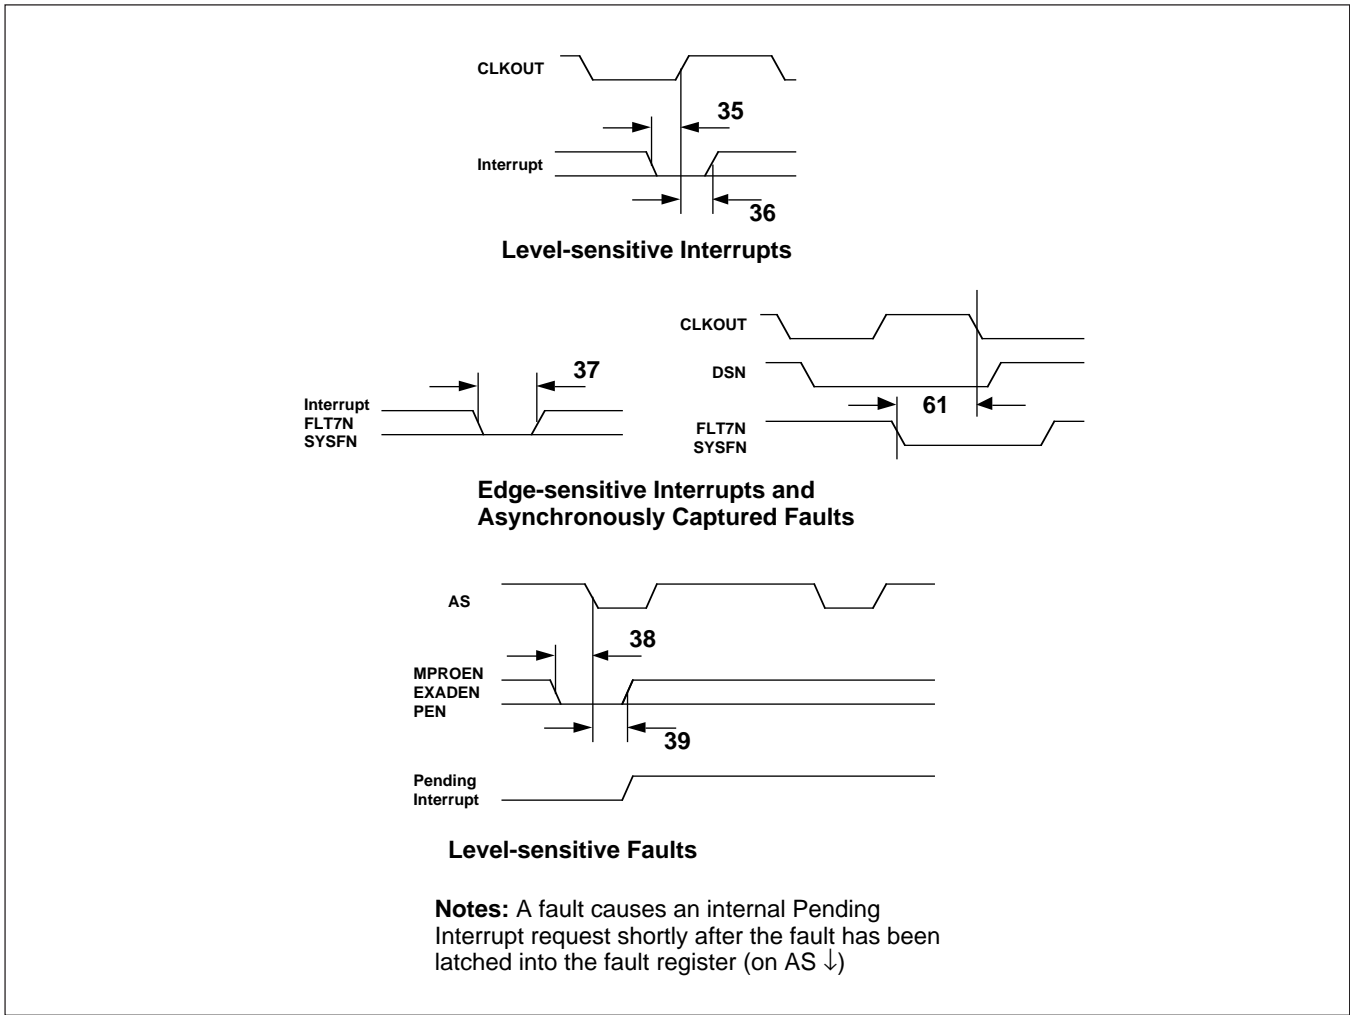 CLKOUT
35
Interrupt
36
Level-sensitive Interrupts
37
Interrupt
FLT7N
SYSFN
CLKOUT
DSN
61
FLT7N
SYSFN
Edge-sensitive Interrupts and
Asynchronously Captured Faults
AS
38
MPROEN
EXADEN
PEN
39
Pending
Interrupt
Level-sensitive Faults
Notes: A fault causes an internal Pending
Interrupt request shortly after the fault has been
latched into the fault register (on AS ↓)